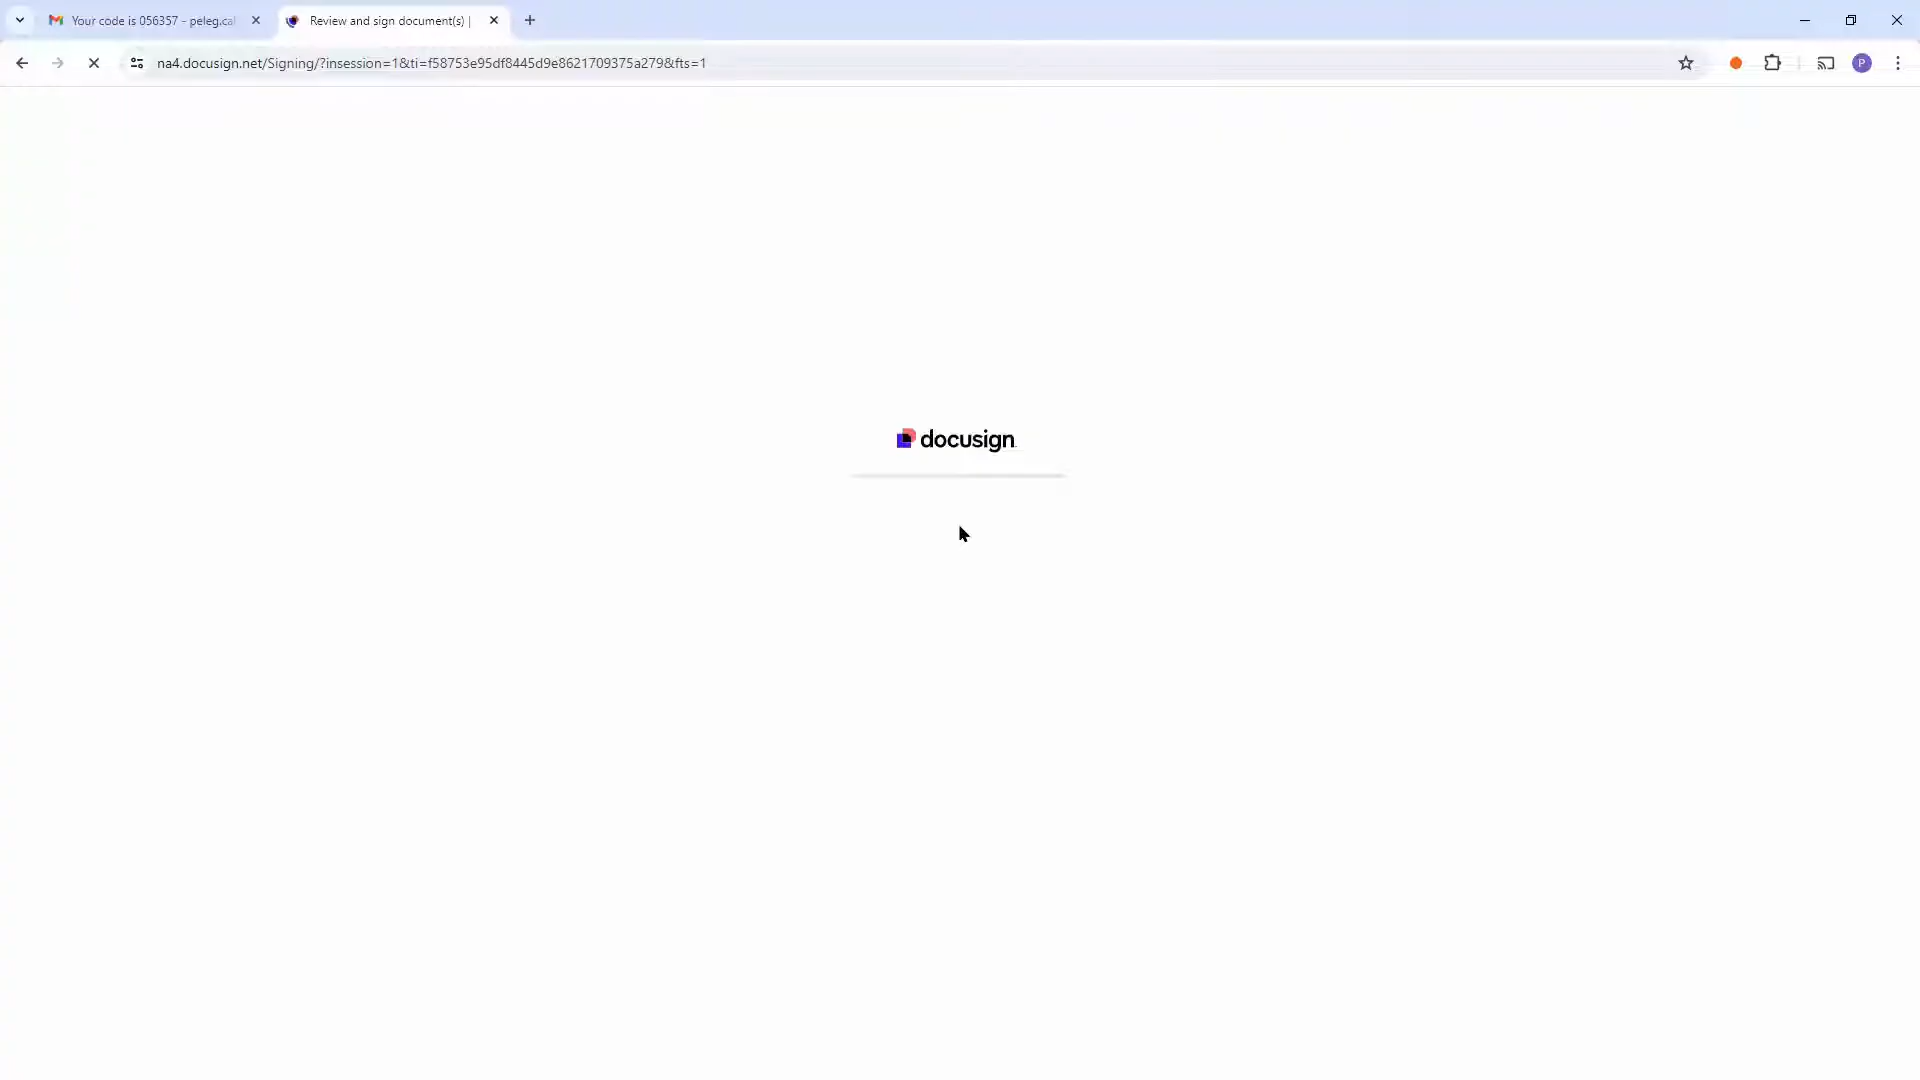 Your code is 056357 - peleg.cal
Review and sign document(s) |
na4.docusign.net/Signing/?insession=1&ti=f58753e95df8445d9e8621709375a279&fts=1
P
docusign